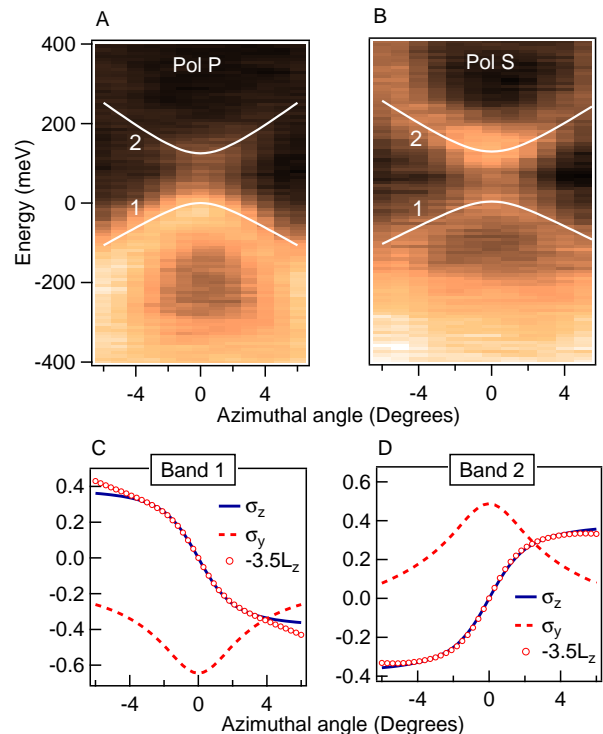 A
B
Pol P
Pol S
2
1
2
1
400
200
0
-200
-400
Energy (meV)
-4 0 4
-4 0 4
Azimuthal angle (Degrees)
C
D
Band 1
Band 2
0.4
0.2
0.0
-0.2
-0.4
-0.6
σz
σy
-3.5Lz
-4 0 4
0.4
0.2
0.0
-0.2
-0.4
σz
σy
-3.5Lz
-4 0 4
Azimuthal angle (Degrees)